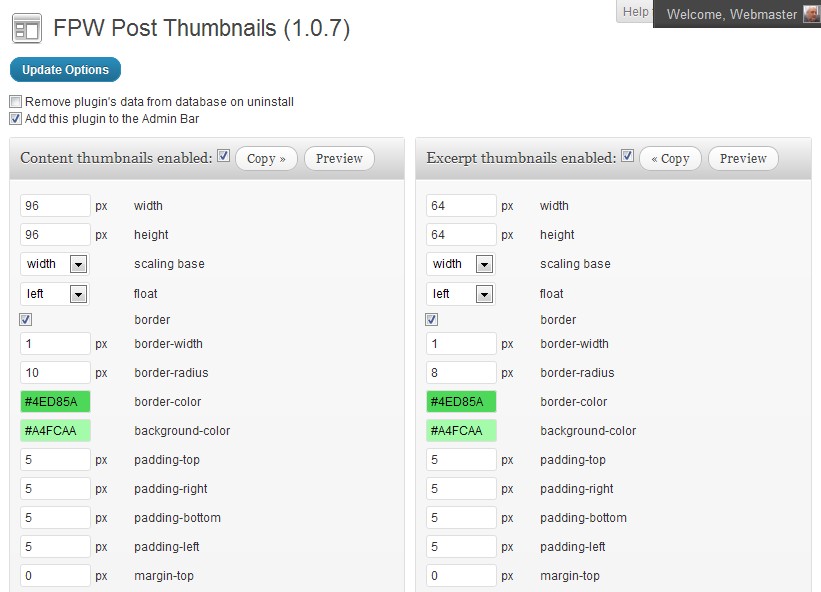 Help
Welcome, Webmaster
FPW Post Thumbnails (1.0.7)
Update Options
Remove plugin's data from database on uninstall
Add this plugin to the Admin Bar
Content thumbnails enabled: Copy » Preview
96 px width
96 px height
width scaling base
left float
border
1 px border-width
10 px border-radius
#4ED85A border-color
#A4FCAA background-color
5 px padding-top
5 px padding-right
5 px padding-bottom
5 px padding-left
0 px margin-top
Excerpt thumbnails enabled: « Copy Preview
64 px width
64 px height
width scaling base
left float
border
1 px border-width
8 px border-radius
#4ED85A border-color
#A4FCAA background-color
5 px padding-top
5 px padding-right
5 px padding-bottom
5 px padding-left
0 px margin-top